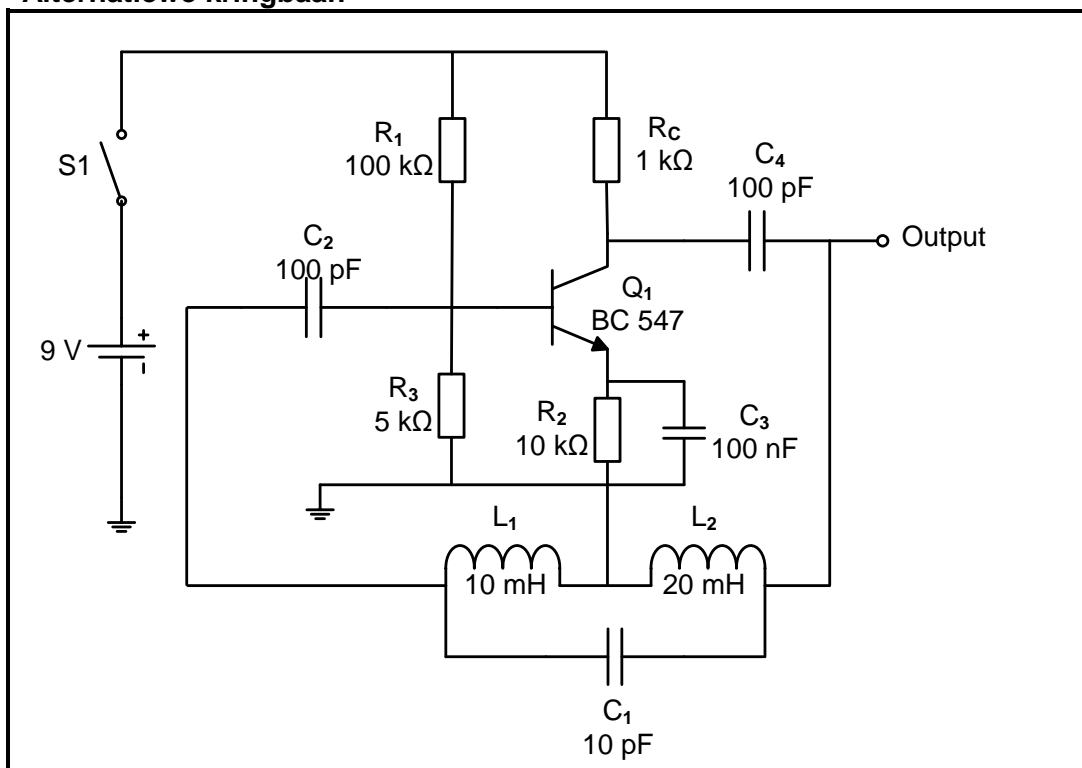 Alternatiewe kringbaan
R1
100 kΩ
RC
1 kΩ
C4
100 pF
S1
C2
100 pF
Output
Q1
BC 547
9 V
+
-
R3
5 kΩ
R2
10 kΩ
C3
100 nF
L1
L2
10 mH
20 mH
C1
10 pF